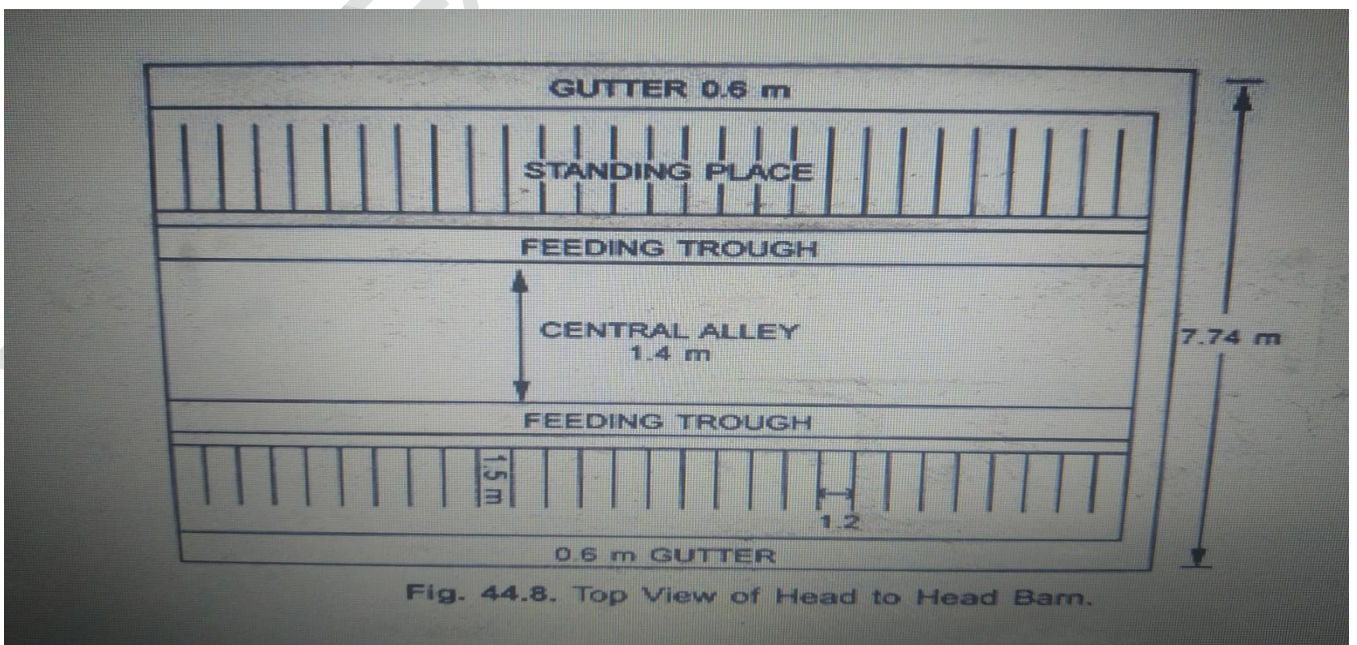 GUTTER 0.6 m
STANDING PLACE
FEEDING TROUGH
CENTRAL ALLEY
1.4 m
7.74 m
FEEDING TROUGH
1.5 m
1.2
0.6 m GUTTER
Fig. 44.8. Top View of Head to Head Barn.